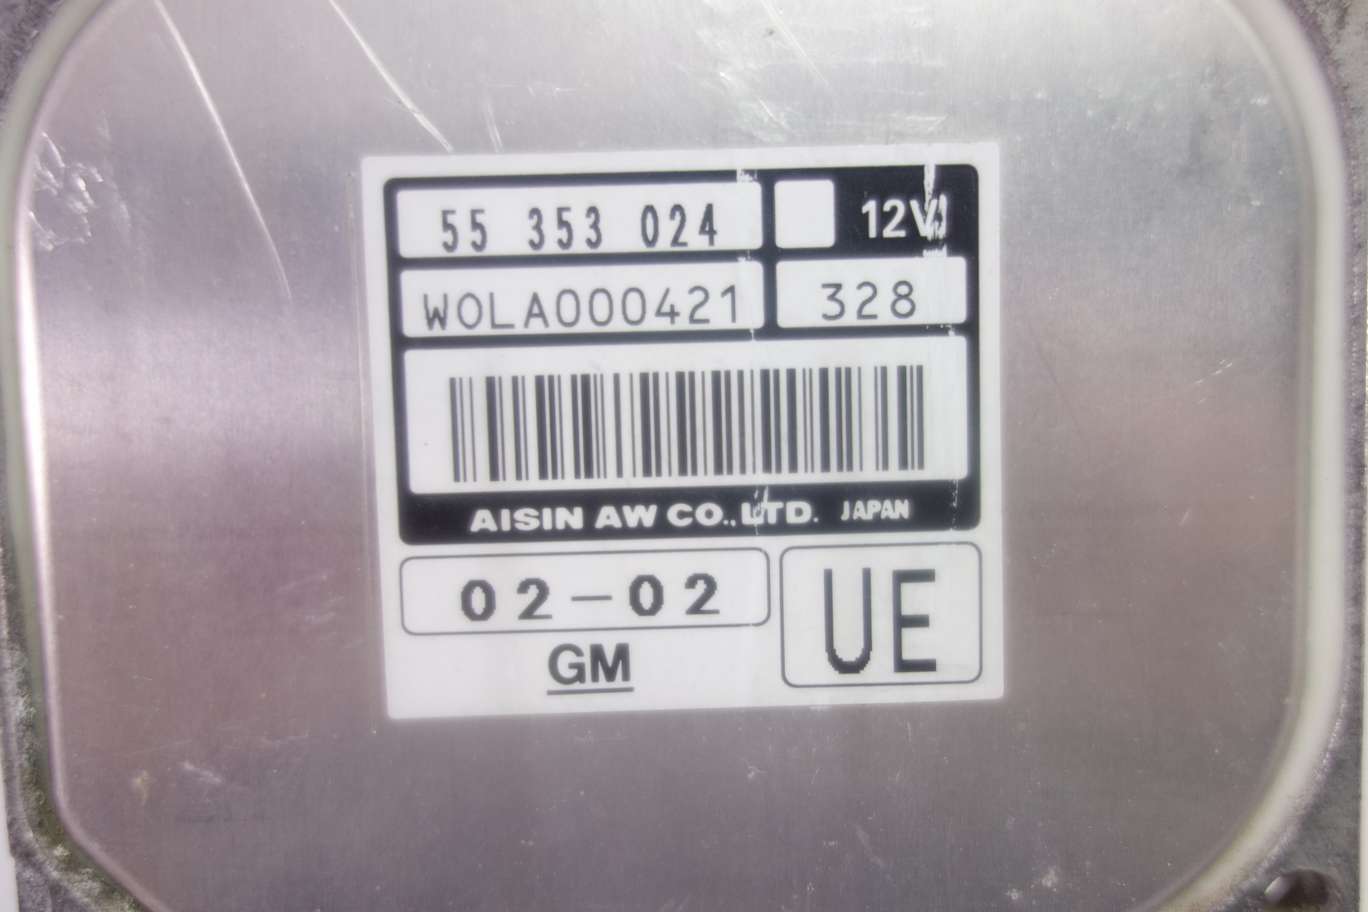 55 353 024 12V
WOLA000421 328
AISIN AW CO., LTD. JAPAN
02-02 UE
GM